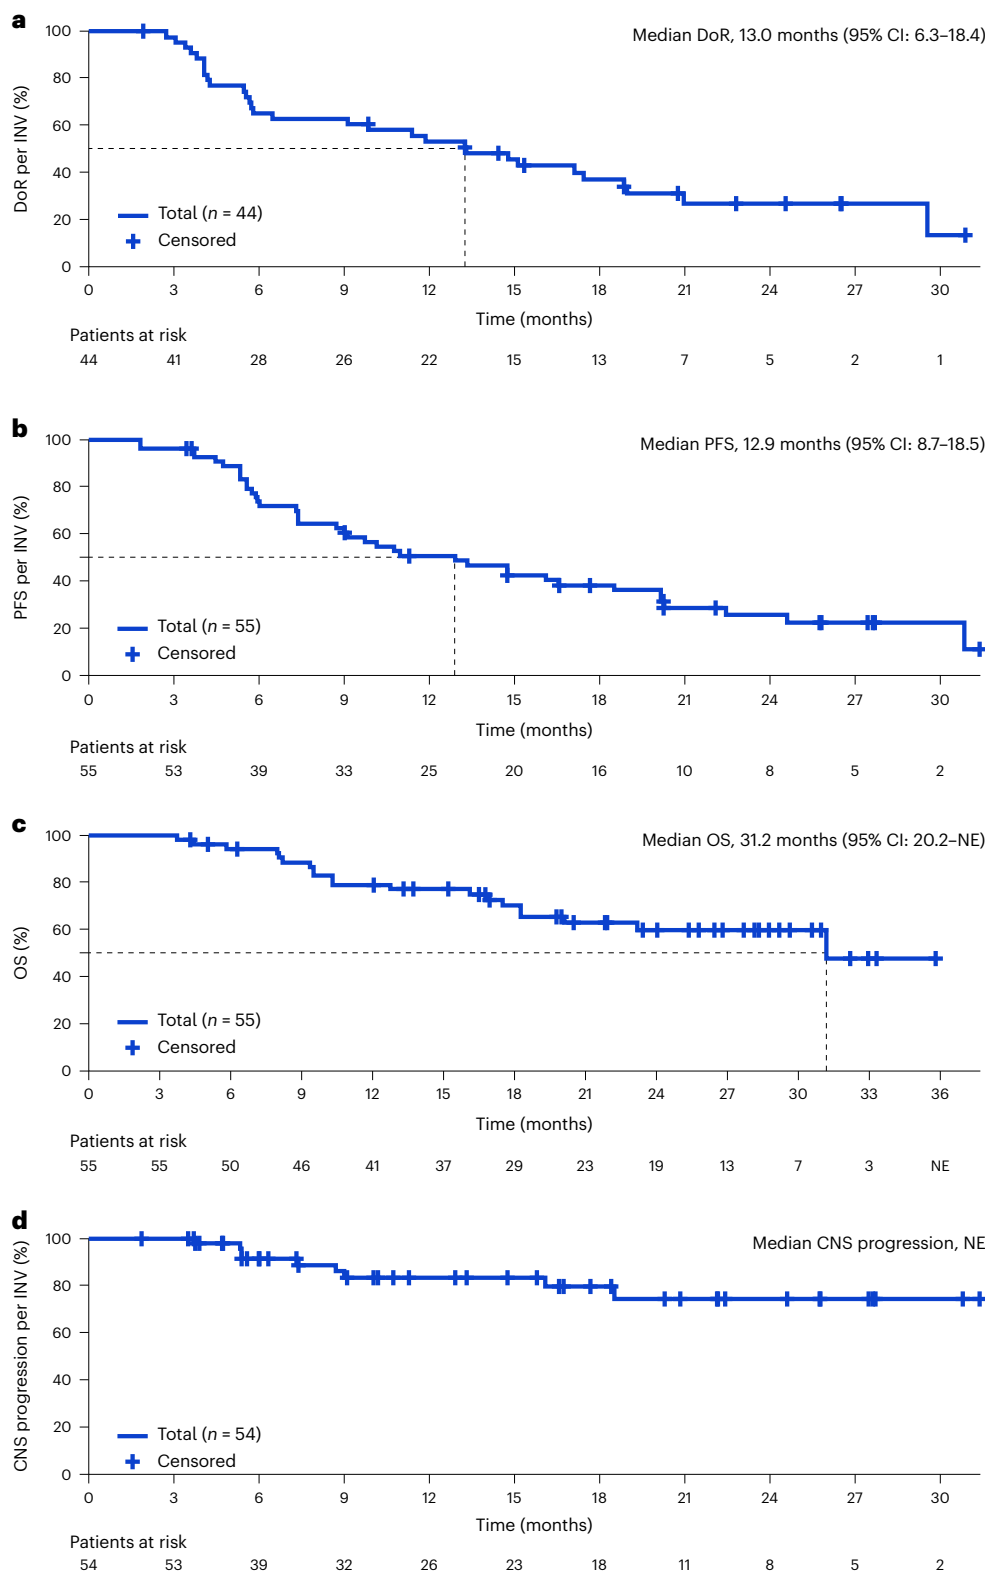 a
Median DoR, 13.0 months (95% CI: 6.3–18.4)
DoR per INV (%)
100
80
60
40
20
0
Total (n = 44)
Censored
0 3 6 9 12 15 18 21 24 27 30
Time (months)
Patients at risk
44 41 28 26 22 15 13 7 5 2 1
b
Median PFS, 12.9 months (95% CI: 8.7–18.5)
PFS per INV (%)
100
80
60
40
20
0
Total (n = 55)
Censored
0 3 6 9 12 15 18 21 24 27 30
Time (months)
Patients at risk
55 53 39 33 25 20 16 10 8 5 2
c
Median OS, 31.2 months (95% CI: 20.2–NE)
OS (%)
100
80
60
40
20
0
Total (n = 55)
Censored
0 3 6 9 12 18 21 24 27 30 33 36
Time (months)
Patients at risk
55 55 50 46 41 37 29 23 19 13 7 3 NE
d
Median CNS progression, NE
CNS progression per INV (%)
100
80
60
40
20
0
Total (n = 54)
Censored
0 3 6 9 12 15 18 21 24 27 30
Time (months)
Patients at risk
54 53 39 32 26 23 18 11 8 5 2